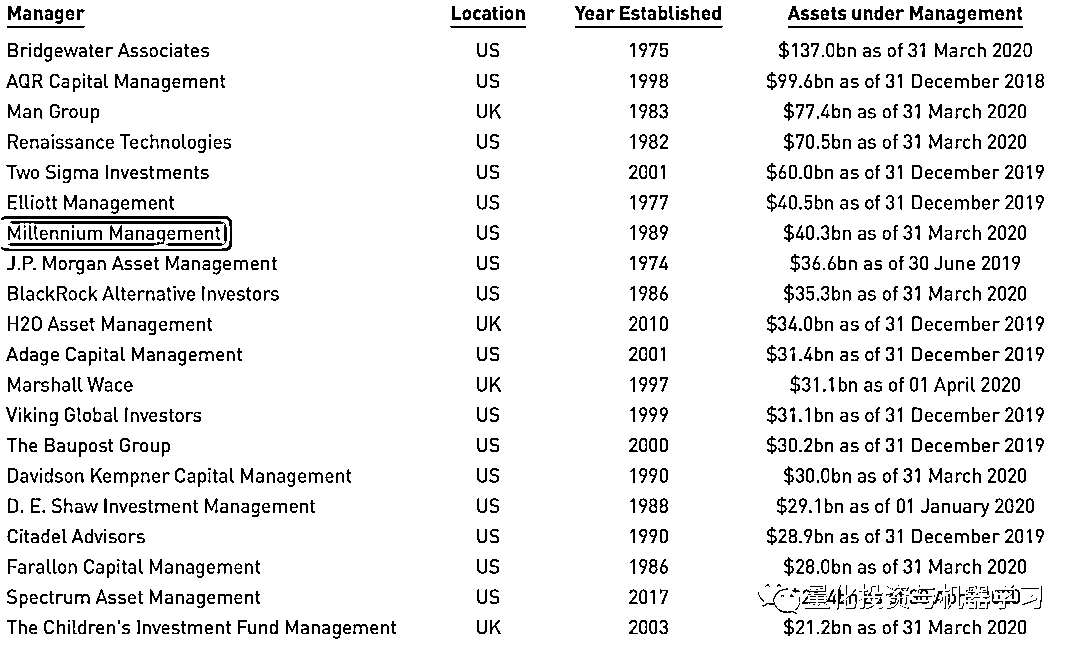 Manager Location Year Established Assets under Management
Bridgewater Associates US 1975 $137.0bn as of 31 March 2020
AQR Capital Management US 1998 $99.6bn as of 31 December 2018
Man Group UK 1983 $77.4bn as of 31 March 2020
Renaissance Technologies US 1982 $70.5bn as of 31 March 2020
Two Sigma Investments US 2001 $60.0bn as of 31 December 2019
Elliott Management US 1977 $40.5bn as of 31 December 2019
Millennium Management US 1989 $40.3bn as of 31 March 2020
J.P. Morgan Asset Management US 1974 $36.6bn as of 30 June 2019
BlackRock Alternative Investors US 1986 $35.3bn as of 31 March 2020
H2O Asset Management UK 2010 $34.0bn as of 31 December 2019
Adage Capital Management US 2001 $31.4bn as of 31 December 2019
Marshall Wace UK 1997 $31.1bn as of 01 April 2020
Viking Global Investors US 1999 $31.1bn as of 31 December 2019
The Baupost Group US 2000 $30.2bn as of 31 December 2019
Davidson Kempner Capital Management US 1990 $30.0bn as of 31 March 2020
D. E. Shaw Investment Management US 1988 $29.1bn as of 01 January 2020
Citadel Advisors US 1990 $28.9bn as of 31 December 2019
Farallon Capital Management US 1986 $28.0bn as of 31 March 2020
Spectrum Asset Management US 2017 量化投资与机器学习
The Children's Investment Fund Management UK 2003 $21.2bn as of 31 March 2020